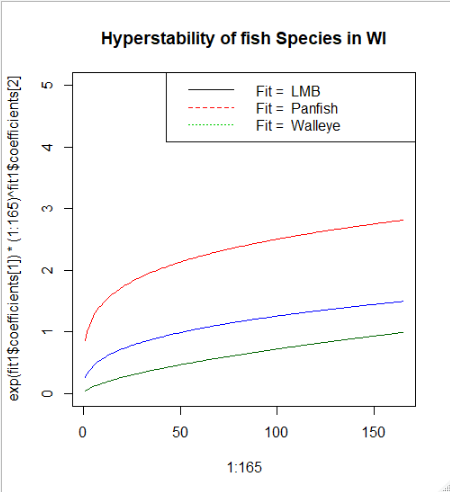 Hyperstability of fish Species in WI
Fit = LMB
Fit = Panfish
Fit = Walleye
exp(fit1$coefficients[1]) * (1:165)^fit1$coefficients[2]
5
4
3
2
1
0
0 50 100 150
1:165